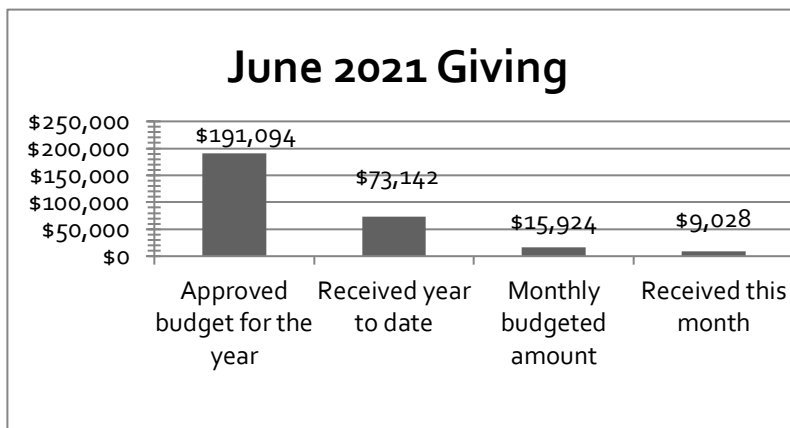 June 2021 Giving
$250,000
$200,000
$150,000
$100,000
$50,000
$0
$191,094
$73,142
$15,924
$9,028
Approved
budget for the
year
Received year
to date
Monthly
budgeted
amount
Received this
month